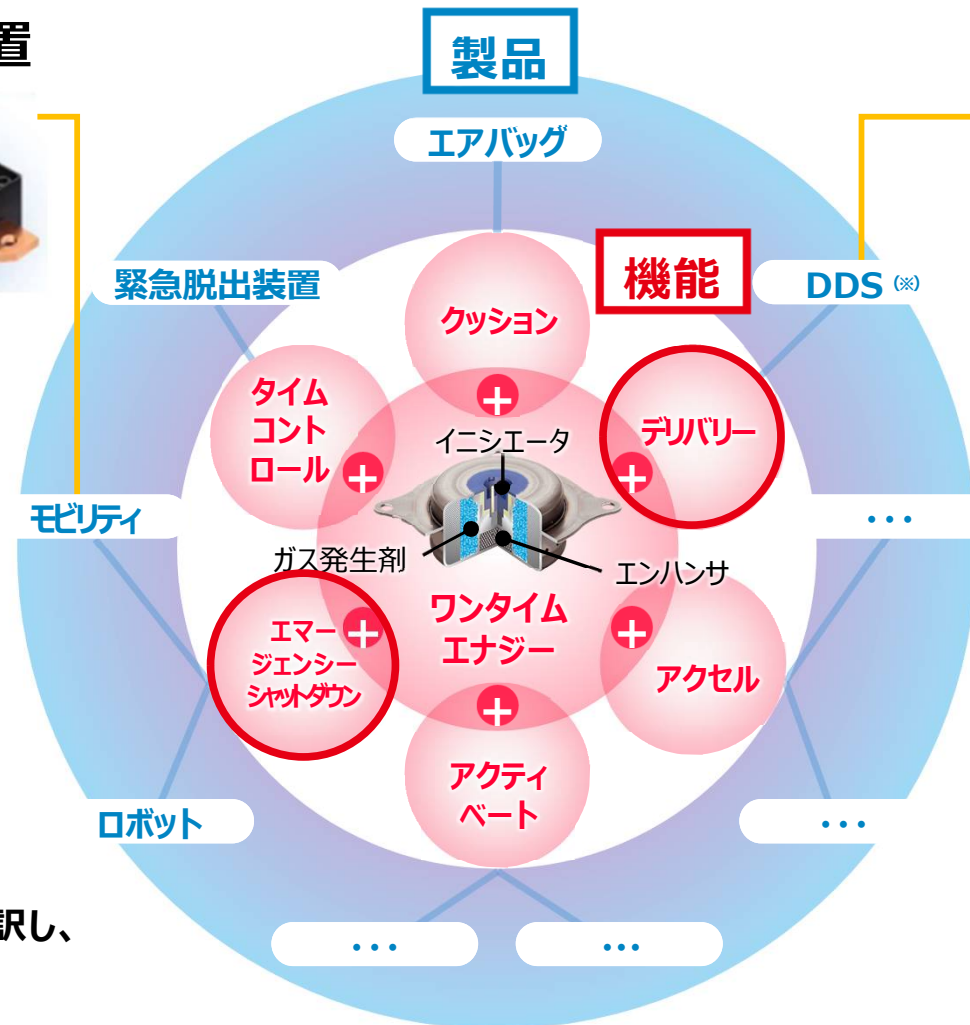 置
製品
エアバッグ
機能
緊急脱出装置
DDS (※)
クッション
タイム
コント
ロール
デリバリー
イニシエータ
モビリティ
・・・
ガス発生剤
エンハンサ
ワンタイム
エナジー
エマー
ジェンシー
シャットダウン
アクセル
アクティ
ベート
ロボット
・・・
訳し、
・・・
・・・